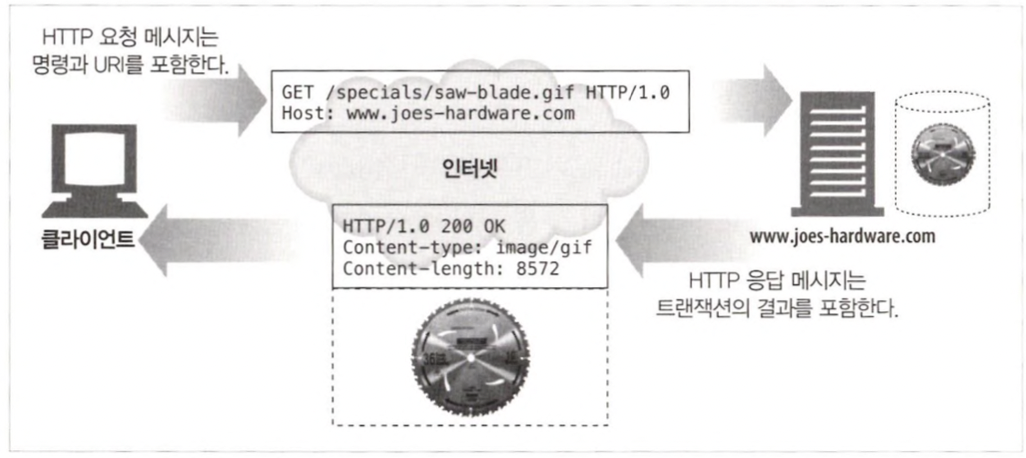 HTTP 요청 메시지는
명령과 URI를 포함한다.
GET /specials/saw-blade.gif HTTP/1.0
Host: www.joes-hardware.com
인터넷
클라이언트
www.joes-hardware.com
HTTP/1.0 200 OK
Content-type: image/gif
Content-length: 8572
HTTP 응답 메시지는
트랜잭션의 결과를 포함한다.